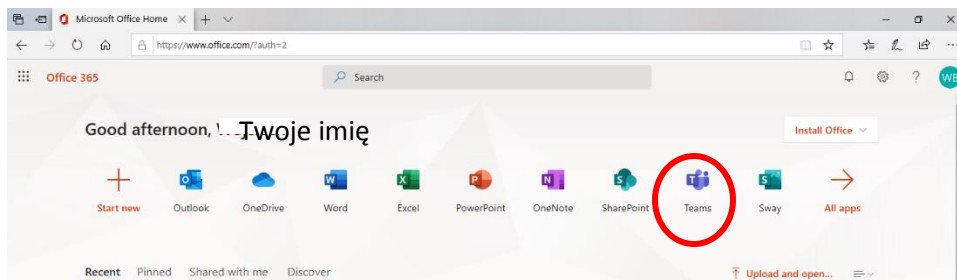 Microsoft Office Home
https://www.office.com/?auth=2
Office 365
Search
?
WB
Good afternoon, Twoje imię
Install Office
Start new Outlook OneDrive Word Excel PowerPoint OneNote SharePoint Teams Sway All apps
Recent Pinned Shared with me Discover
Upload and open...